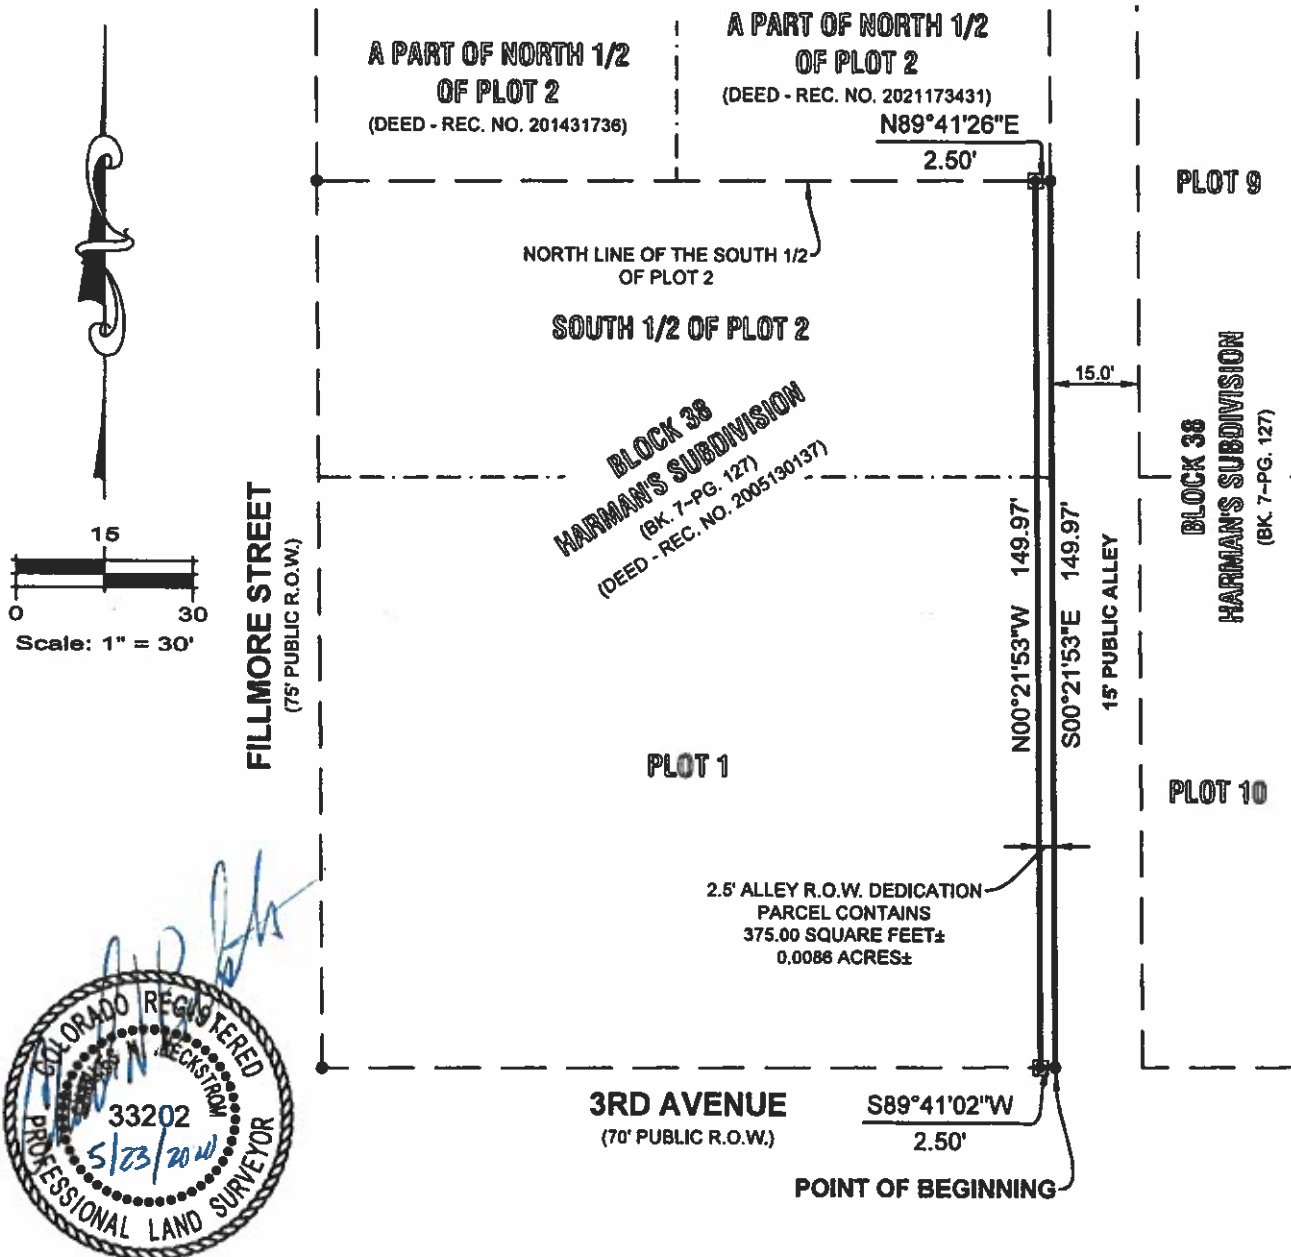 A PART OF NORTH 1/2
OF PLOT 2
(DEED - REC. NO. 201431736)
A PART OF NORTH 1/2
OF PLOT 2
(DEED - REC. NO. 2021173431)
N89°41'26"E
2.50'
PLOT 9
NORTH LINE OF THE SOUTH 1/2
OF PLOT 2
SOUTH 1/2 OF PLOT 2
15.0'
BLOCK 38
HARMAN'S SUBDIVISION
(BK. 7~PG. 127)
(DEED - REC. NO. 2005130137)
BLOCK 38
HARMAN'S SUBDIVISION
(BK. 7~PG. 127)
15
0 30
Scale: 1" = 30'
FILLMORE STREET
(75' PUBLIC R.O.W.)
N00°21'53"W 149.97'
S00°21'53"E 149.97'
15' PUBLIC ALLEY
PLOT 1
PLOT 10
2.5' ALLEY R.O.W. DEDICATION
PARCEL CONTAINS
375.00 SQUARE FEET±
0.0086 ACRES±
COLORADO REGISTERED
N. BECKSTROM
33202
PROFESSIONAL LAND SURVEYOR
3RD AVENUE
(70' PUBLIC R.O.W.)
S89°41'02"W
2.50'
POINT OF BEGINNING